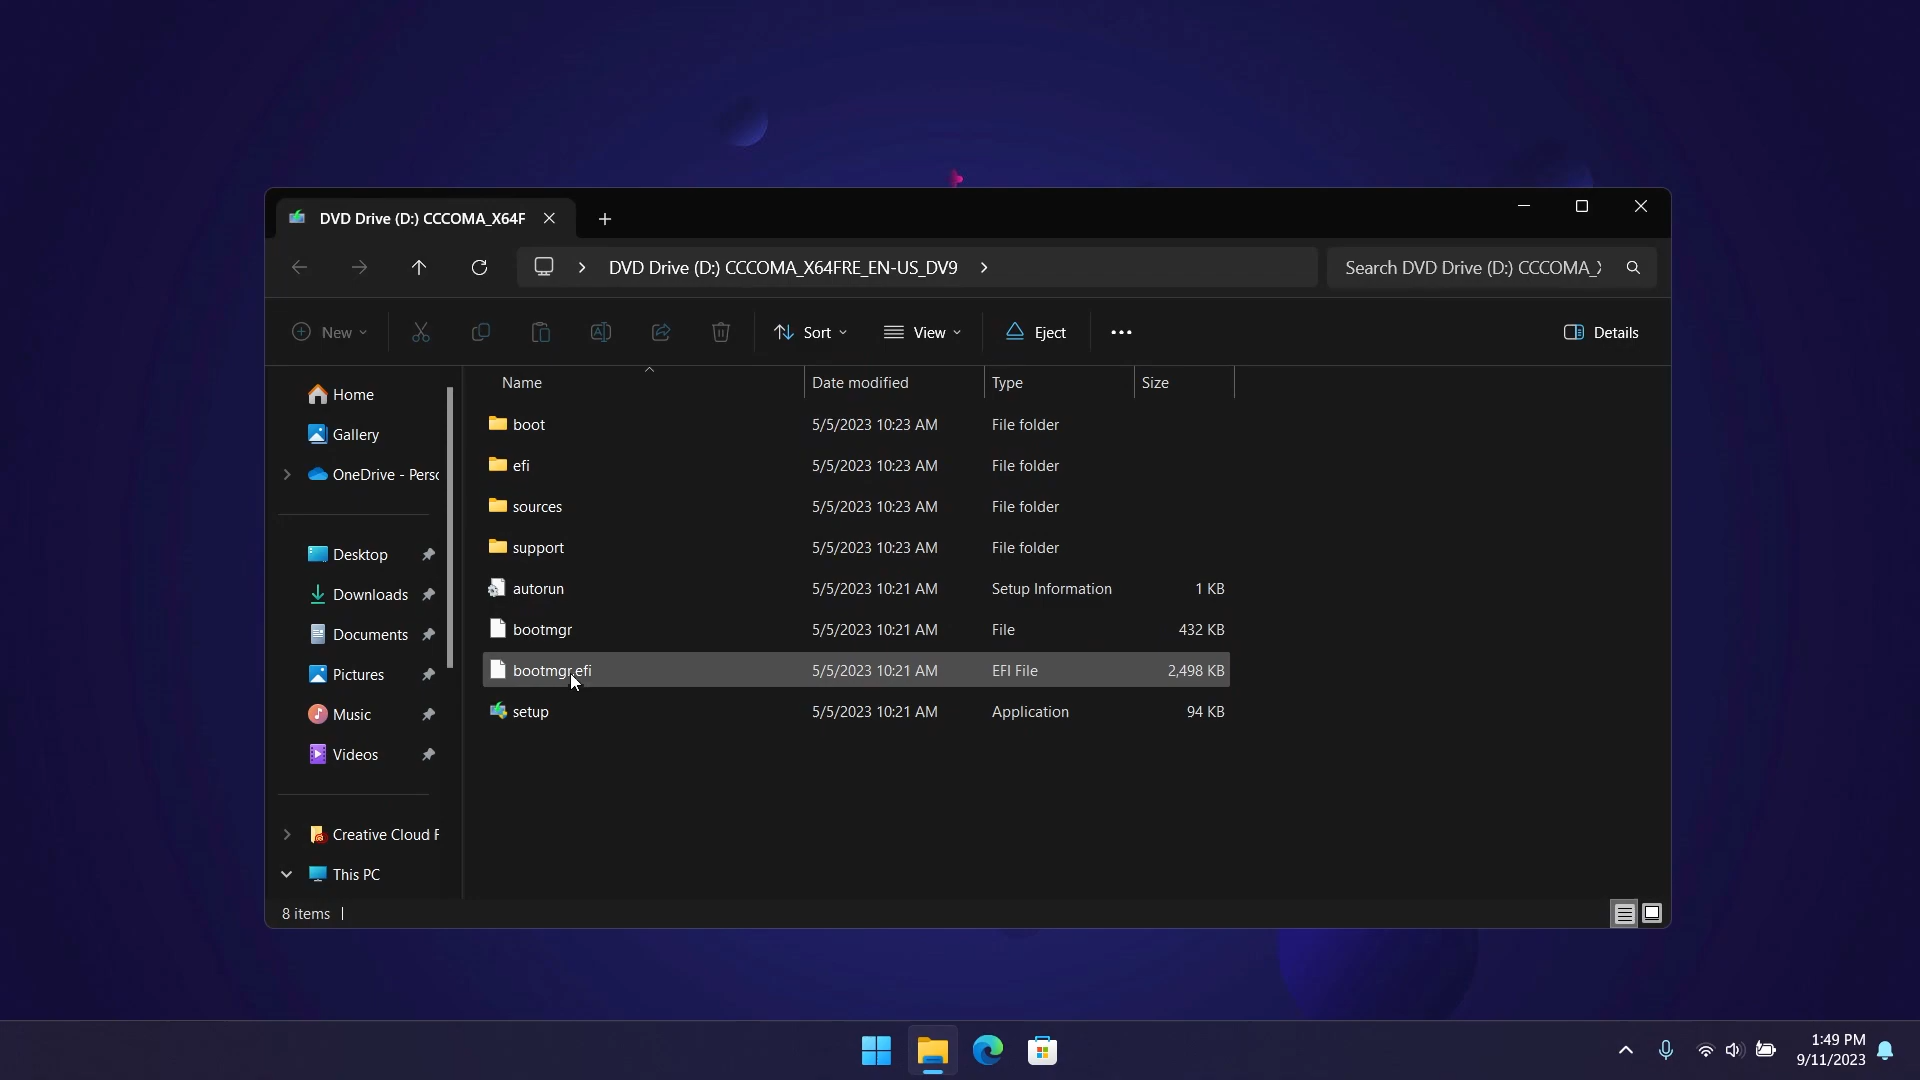 DVD Drive (D:) CCCOMA_X64F
DVD Drive (D:) CCCOMA_X64FRE_EN-US_DV9
Search DVD Drive (D:) CCCOMA_
New
Sort
View
Eject
Details
Name Date modified Type Size
Home
Gallery
OneDrive - Perso
Desktop
Downloads
Documents
Pictures
Music
Videos
Creative Cloud F
This PC
boot 5/5/2023 10:23 AM File folder
efi 5/5/2023 10:23 AM File folder
sources 5/5/2023 10:23 AM File folder
support 5/5/2023 10:23 AM File folder
autorun 5/5/2023 10:21 AM Setup Information 1 KB
bootmgr 5/5/2023 10:21 AM File 432 KB
bootmgr.efi 5/5/2023 10:21 AM EFI File 2,498 KB
setup 5/5/2023 10:21 AM Application 94 KB
8 items
1:49 PM
9/11/2023